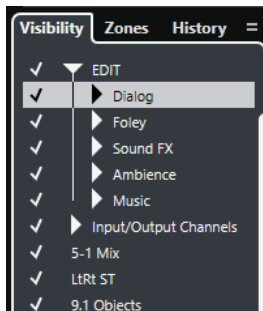 Visibility Zones History
EDIT
Dialog
Foley
Sound FX
Ambience
Music
Input/Output Channels
5-1 Mix
LtRt ST
9.1 Objects